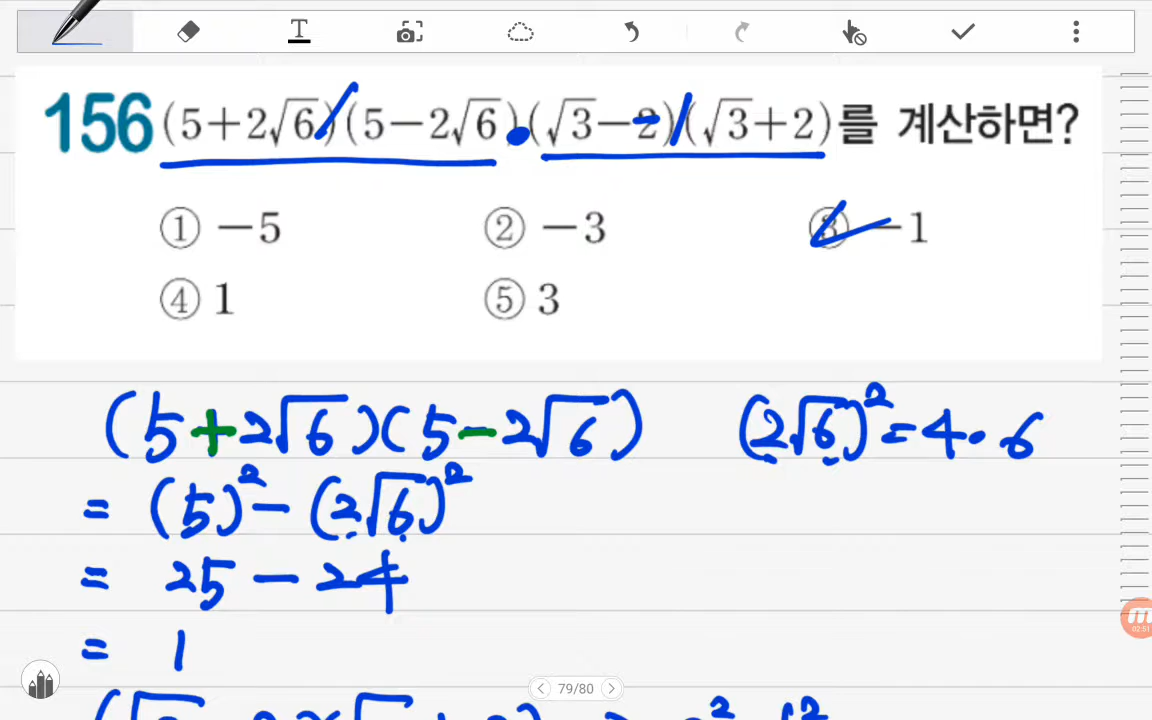 156 (5+2√6)(5−2√6)(√3−2)(√3+2)를 계산하면?
① −5 ② −3 ③ −1
④ 1 ⑤ 3
(5+2√6)(5−2√6) (2√6)²=4·6
= (5)²−(2√6)²
= 25−24
= 1
79/80
02:51